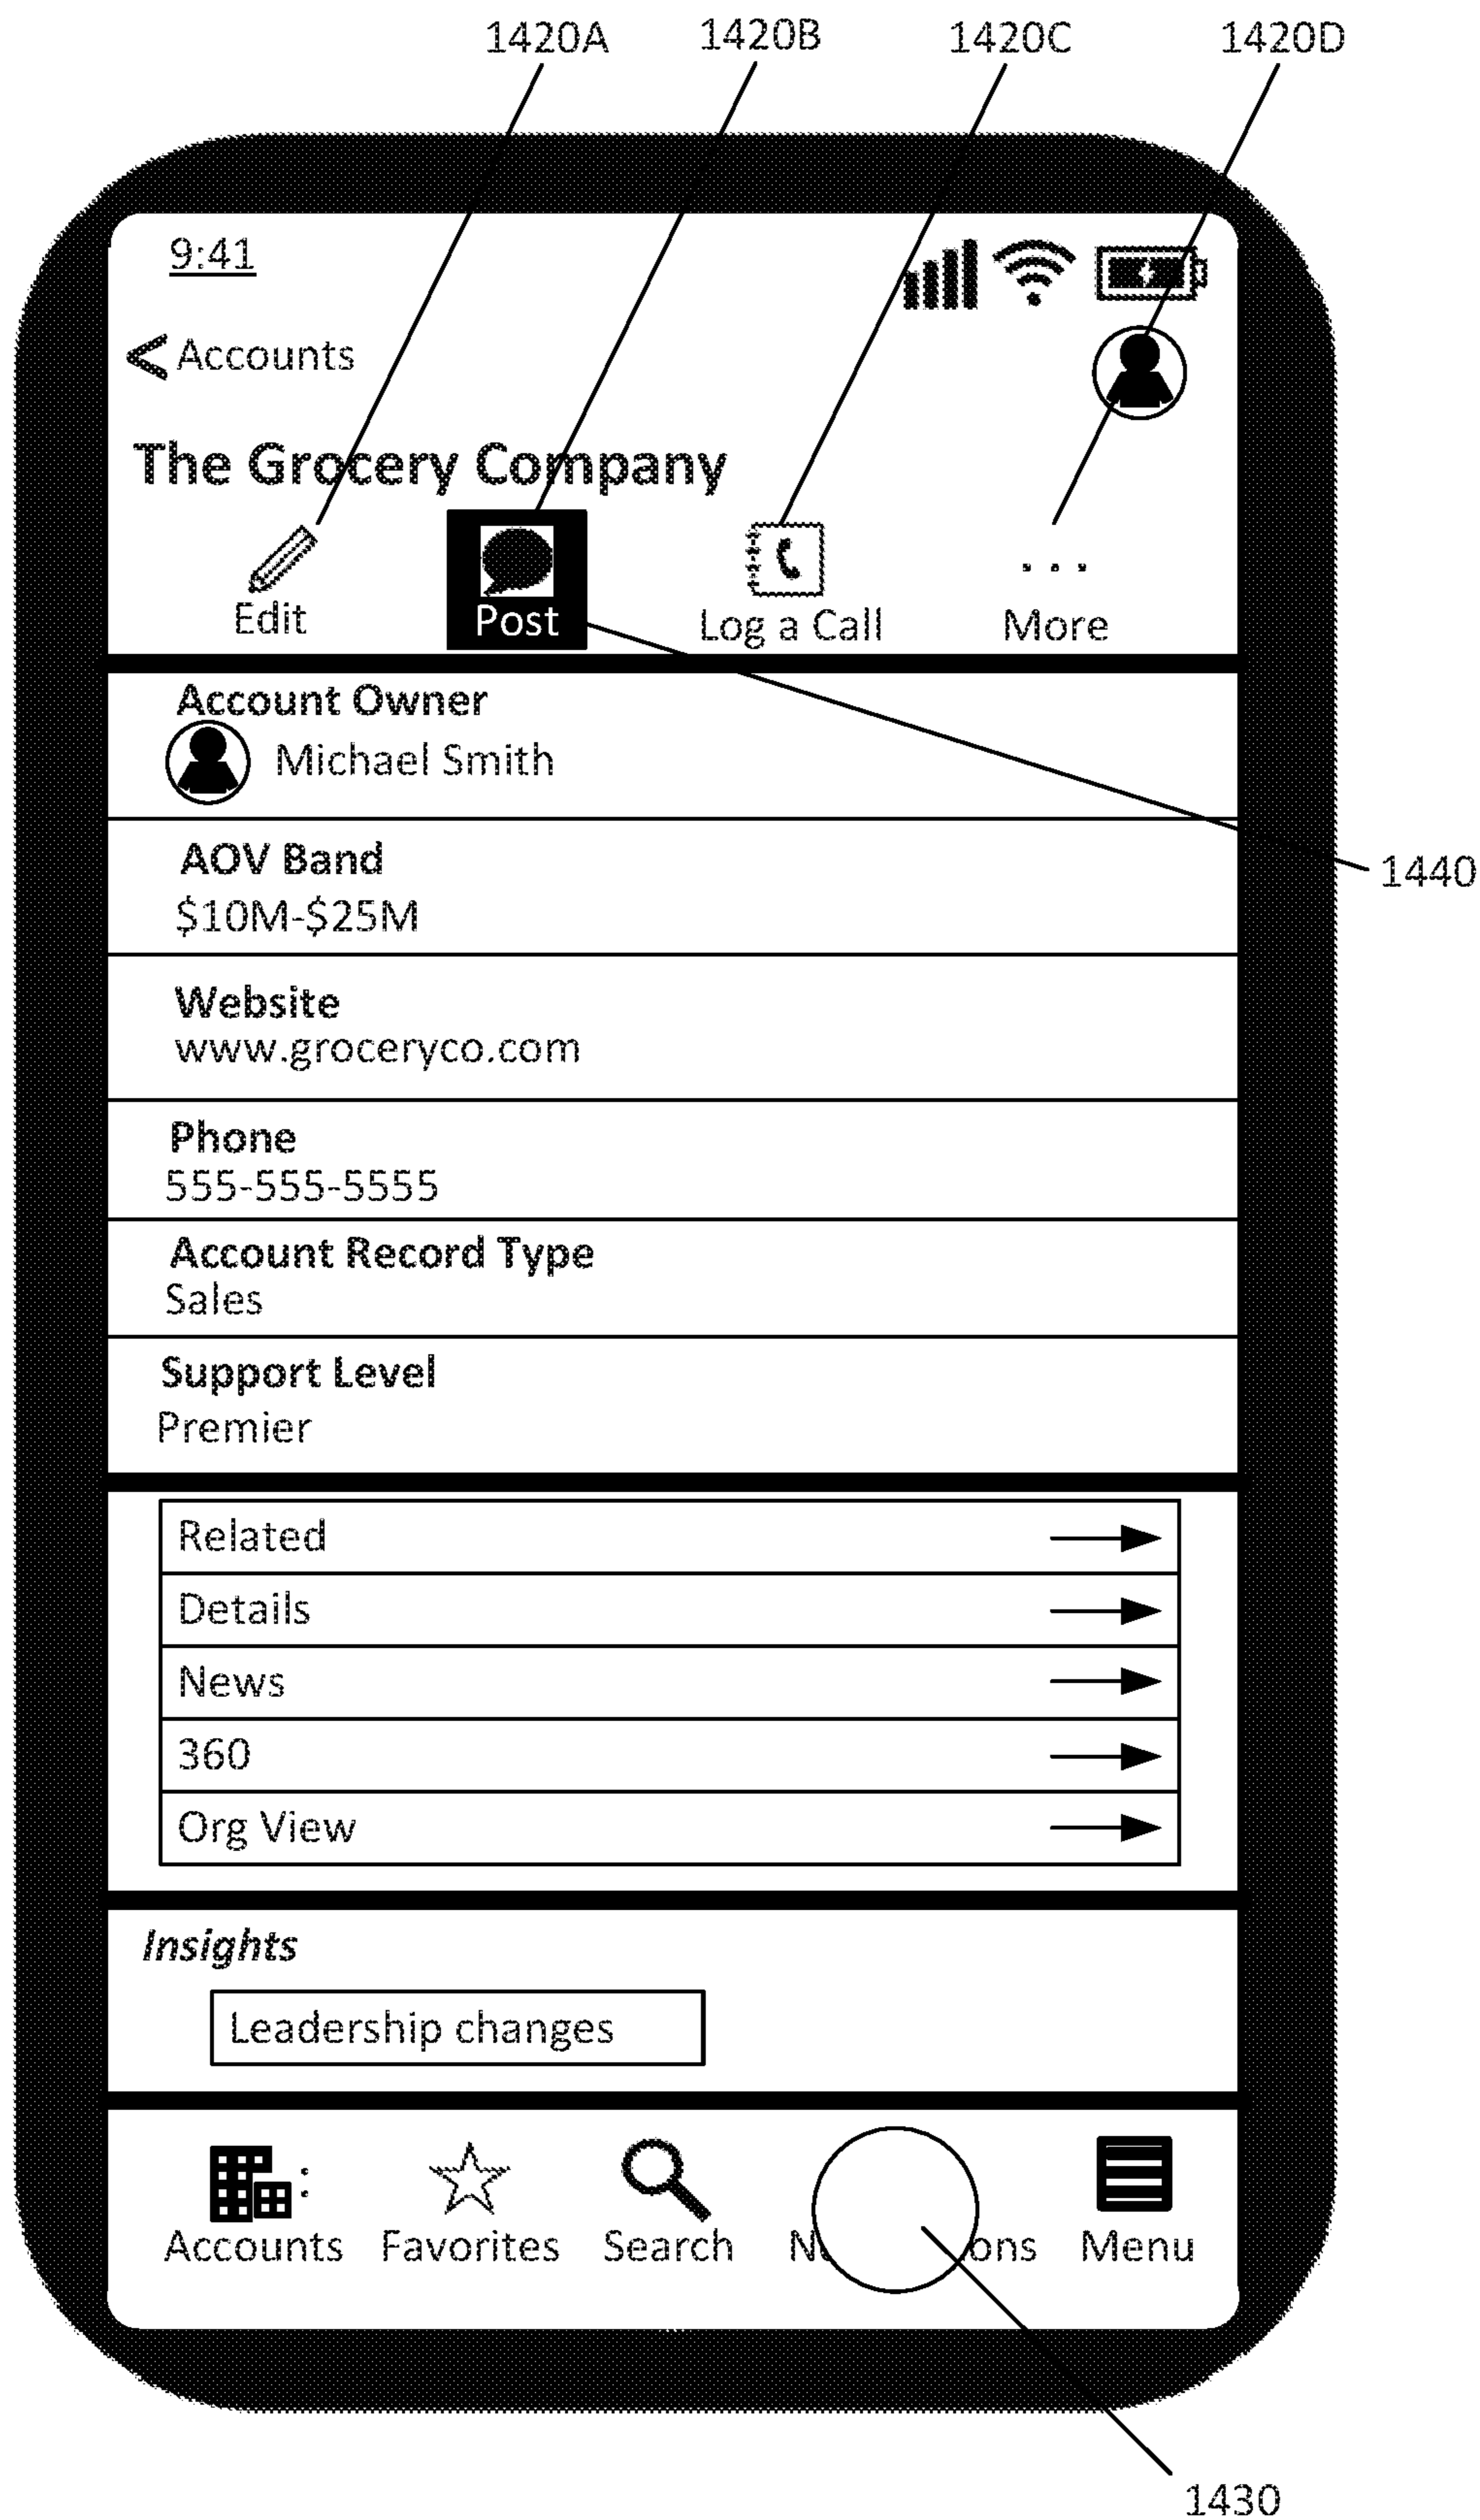 1420A 1420B 1420C 1420D
9:41
Accounts
The Grocery Company
Edit Post Log a Call More
Account Owner
Michael Smith
1440
AOV Band
$10M-$25M
Website
www.groceryco.com
Phone
555-555-5555
Account Record Type
Sales
Support Level
Premier
Related
Details
News
360
Org View
Insights
Leadership changes
Accounts Favorites Search Menu
1430